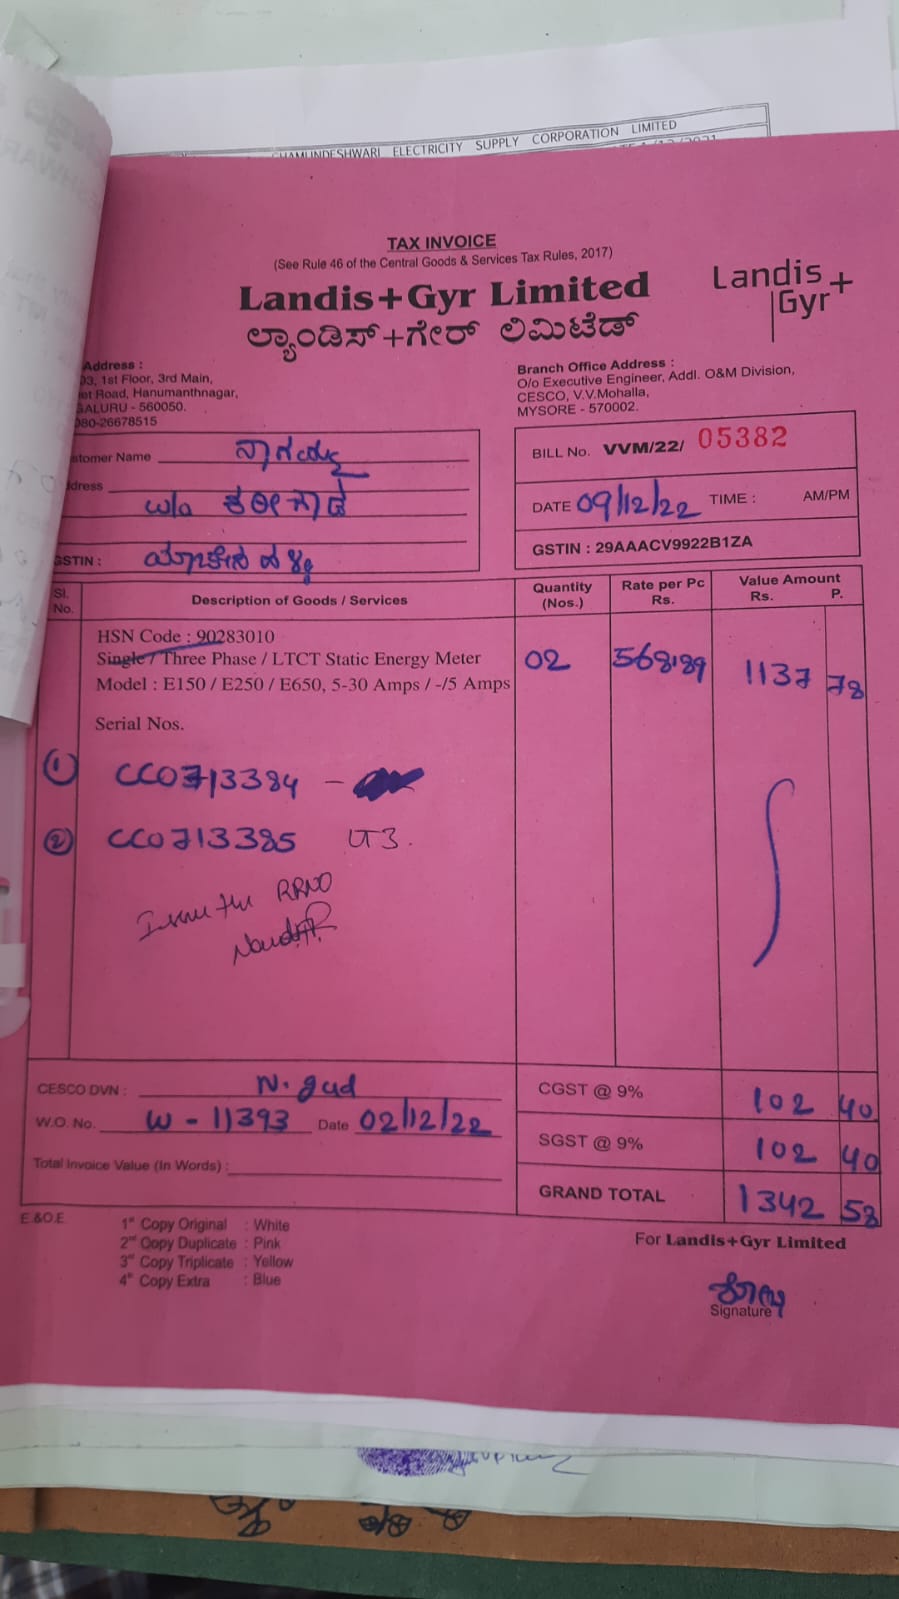 CHAMUNDESHWARI ELECTRICITY SUPPLY CORPORATION LIMITED
TAX INVOICE
(See Rule 46 of the Central Goods & Services Tax Rules, 2017)
Landis+Gyr Limited
ಲ್ಯಾಂಡಿಸ್+ಗೇರ್ ಲಿಮಿಟೆಡ್
Landis+
Gyr
Address :
03, 1st Floor, 3rd Main,
et Road, Hanumanthnagar,
GALURU - 560050.
080-26678515
Branch Office Address :
O/o Executive Engineer, Addl. O&M Division,
CESCO, V.V.Mohalla,
MYSORE - 570002.
stomer Name
ddress
GSTIN :
BILL No. VVM/22/ 05382
DATE 09/12/22 TIME : AM/PM
GSTIN : 29AAACV9922B1ZA
Sl. No. Description of Goods / Services Quantity (Nos.) Rate per Pc Rs. Value Amount Rs. P.
HSN Code : 90283010
Single / Three Phase / LTCT Static Energy Meter 02 568.89 1137 78
Model : E150 / E250 / E650, 5-30 Amps / -/5 Amps
Serial Nos.
① CC0713384 -
② CC0713385 LT3.
Issue the RRNO
CESCO DVN : N. gud
W.O. No. W - 11393 Date 02/12/22
Total Invoice Value (In Words) :
CGST @ 9% 102 40
SGST @ 9% 102 40
GRAND TOTAL 1342 58
E.&O.E.
1st Copy Original : White
2nd Copy Duplicate : Pink
3rd Copy Triplicate : Yellow
4th Copy Extra : Blue
For Landis+Gyr Limited
Signature